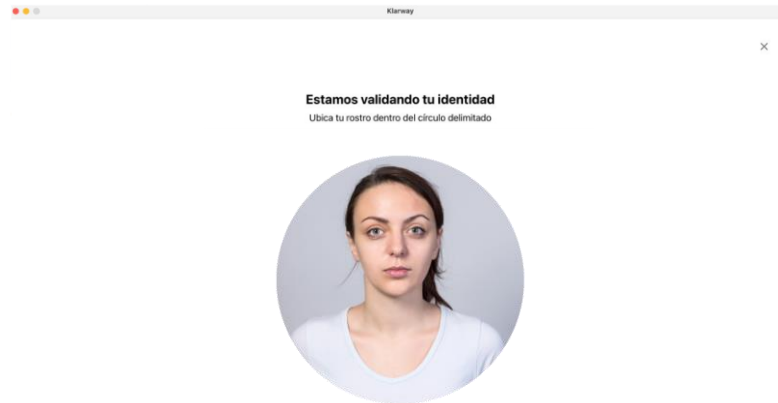 Klarway
Estamos validando tu identidad
Ubica tu rostro dentro del círculo delimitado